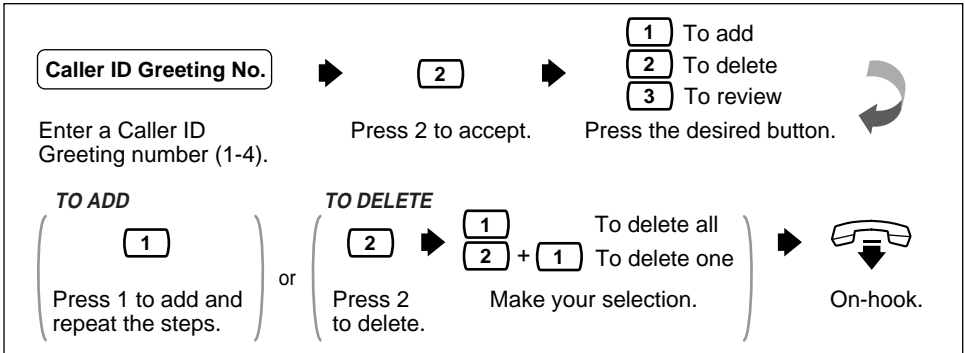 Caller ID Greeting No.
2
1 To add
2 To delete
3 To review
Enter a Caller ID
Greeting number (1-4).
Press 2 to accept.
Press the desired button.
TO ADD
1
Press 1 to add and
repeat the steps.
or
TO DELETE
2
Press 2
to delete.
1 To delete all
2 + 1 To delete one
Make your selection.
On-hook.